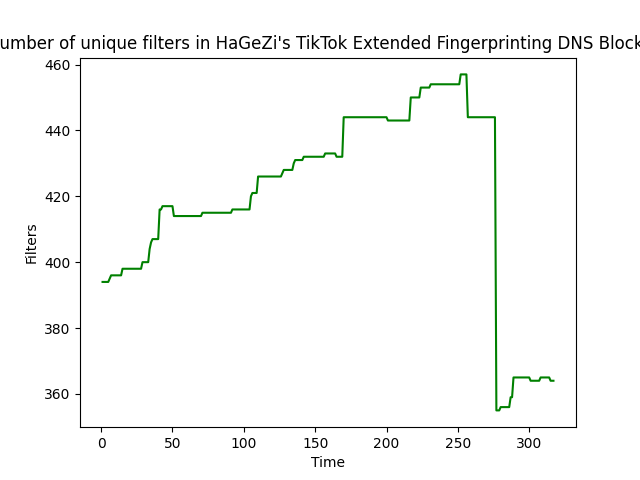 umber of unique filters in HaGeZi's TikTok Extended Fingerprinting DNS Block
460
440
420
400
380
360
Filters
0 50 100 150 200 250 300
Time